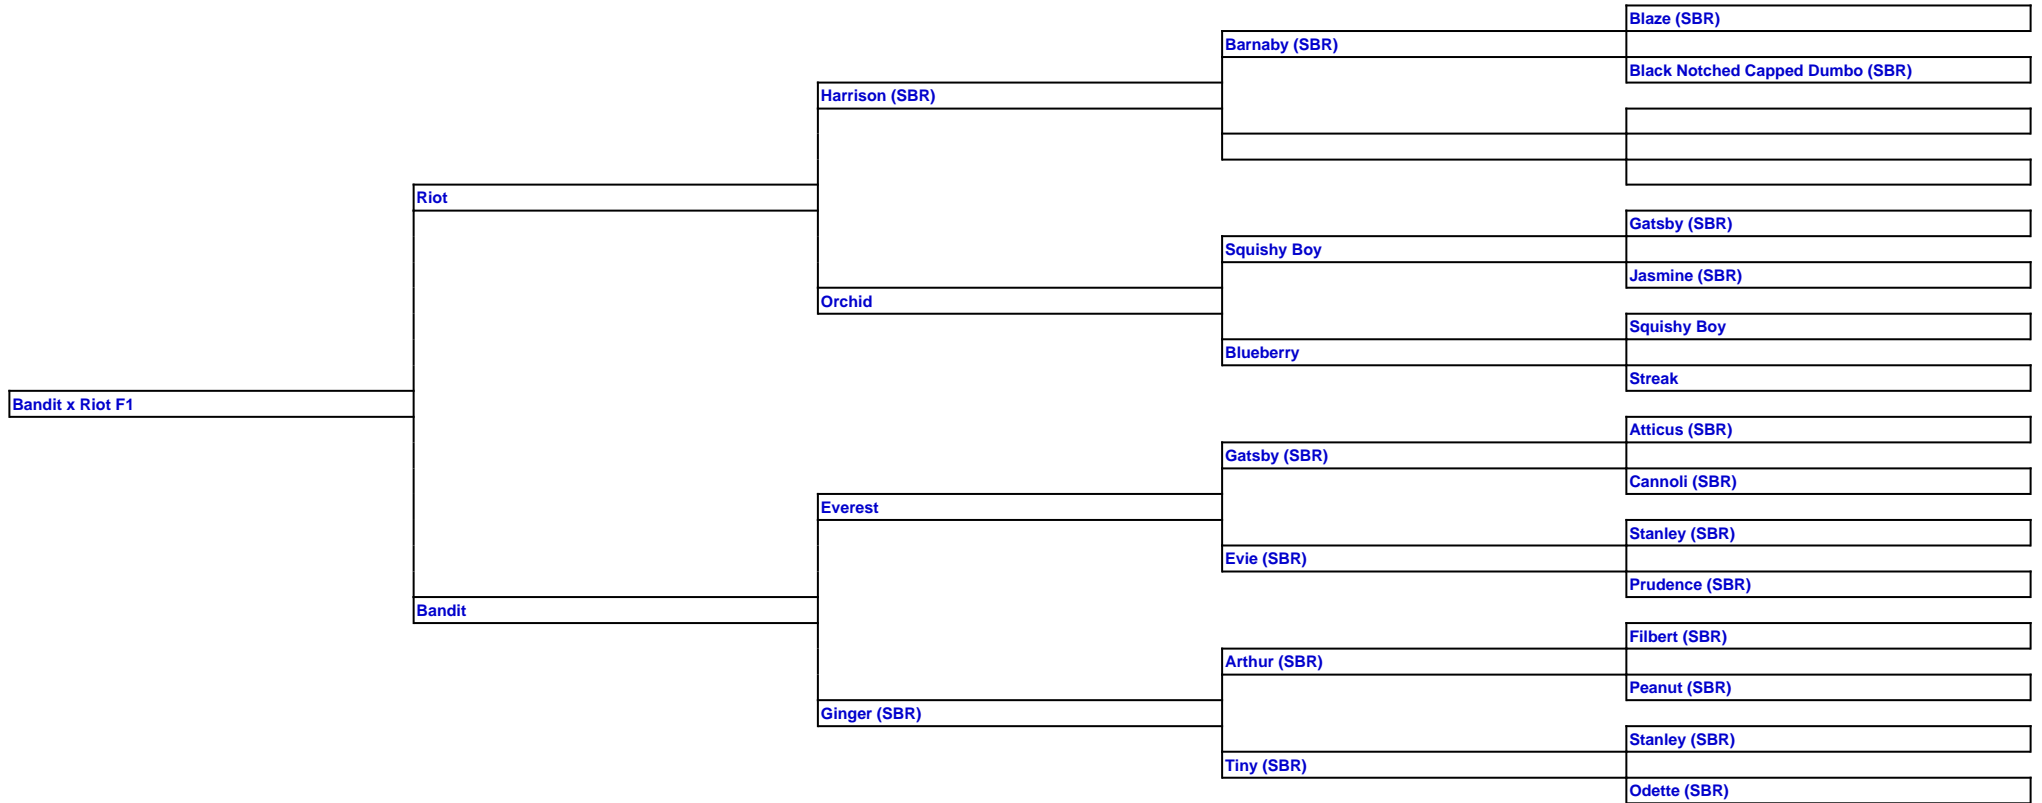 Blaze (SBR)
Barnaby (SBR)
Black Notched Capped Dumbo (SBR)
Harrison (SBR)
Riot
Gatsby (SBR)
Squishy Boy
Jasmine (SBR)
Orchid
Squishy Boy
Blueberry
Streak
Bandit x Riot F1
Atticus (SBR)
Gatsby (SBR)
Cannoli (SBR)
Everest
Stanley (SBR)
Evie (SBR)
Prudence (SBR)
Bandit
Filbert (SBR)
Arthur (SBR)
Peanut (SBR)
Ginger (SBR)
Stanley (SBR)
Tiny (SBR)
Odette (SBR)